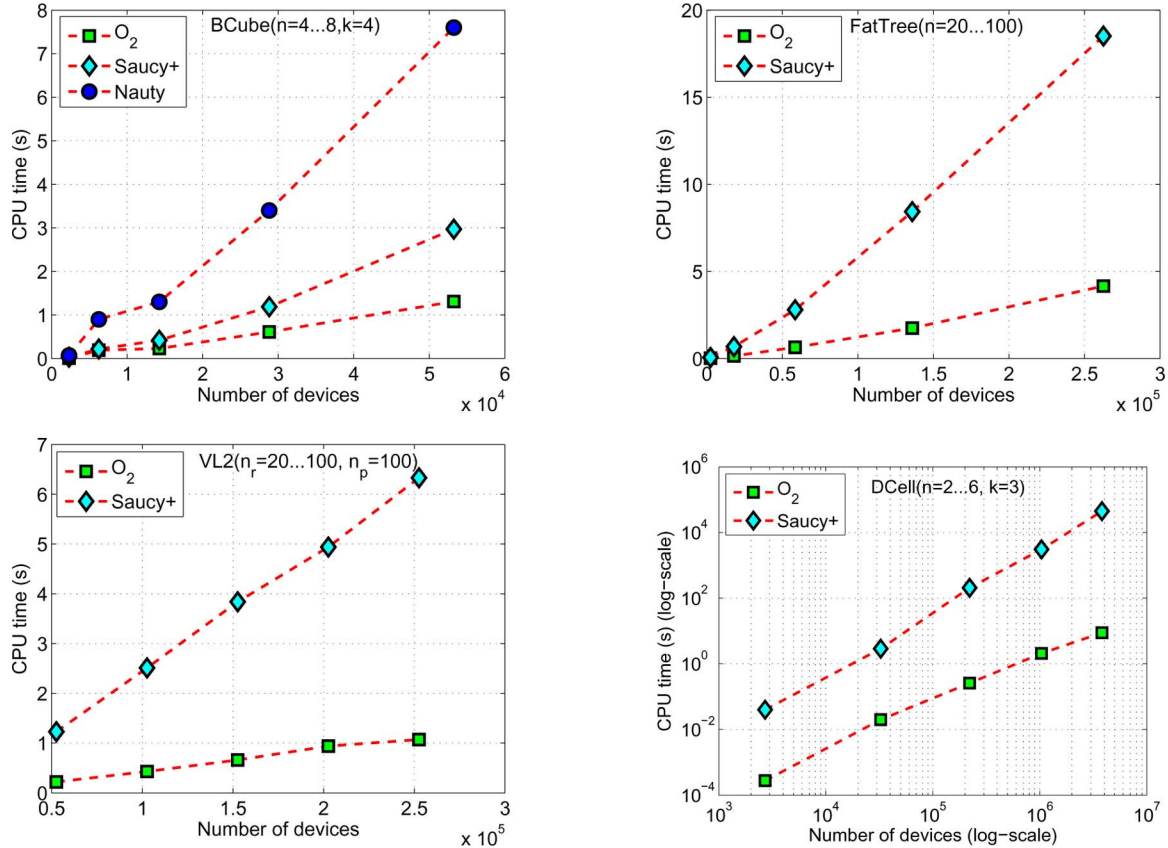 BCube(n=4...8,k=4)
O2
Saucy+
Nauty
CPU time (s)
8
7
6
5
4
3
2
1
0
0 1 2 3 4 5 6
Number of devices
x 10^4
FatTree(n=20...100)
O2
Saucy+
CPU time (s)
20
15
10
5
0
0 0.5 1 1.5 2 2.5 3
Number of devices
x 10^5
VL2(n_r=20...100, n_p=100)
O2
Saucy+
CPU time (s)
7
6
5
4
3
2
1
0
0.5 1 1.5 2 2.5 3
Number of devices
x 10^5
DCell(n=2...6, k=3)
O2
Saucy+
CPU time (s) (log-scale)
10^6
10^4
10^2
10^0
10^-2
10^-4
10^3 10^4 10^5 10^6 10^7
Number of devices (log-scale)